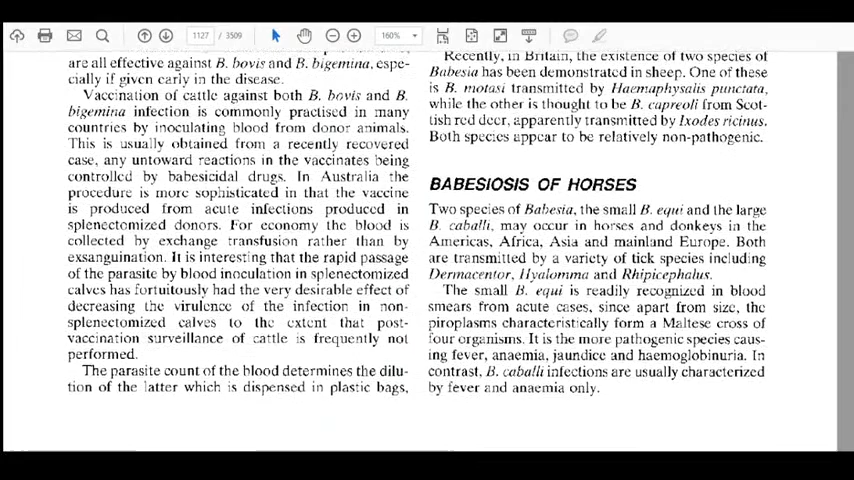 1127 / 3509
160%
are all effective against B. bovis and B. bigemina, espe-
cially if given early in the disease.
Vaccination of cattle against both B. bovis and B.
bigemina infection is commonly practised in many
countries by inoculating blood from donor animals.
This is usually obtained from a recently recovered
case, any untoward reactions in the vaccinates being
controlled by babesicidal drugs. In Australia the
procedure is more sophisticated in that the vaccine
is produced from acute infections produced in
splenectomized donors. For economy the blood is
collected by exchange transfusion rather than by
exsanguination. It is interesting that the rapid passage
of the parasite by blood inoculation in splenectomized
calves has fortuitously had the very desirable effect of
decreasing the virulence of the infection in non-
splenectomized calves to the extent that post-
vaccination surveillance of cattle is frequently not
performed.
The parasite count of the blood determines the dilu-
tion of the latter which is dispensed in plastic bags,
Recently, in Britain, the existence of two species of
Babesia has been demonstrated in sheep. One of these
is B. motasi transmitted by Haemaphysalis punctata,
while the other is thought to be B. capreoli from Scot-
tish red deer, apparently transmitted by Ixodes ricinus.
Both species appear to be relatively non-pathogenic.
BABESIOSIS OF HORSES
Two species of Babesia, the small B. equi and the large
B. caballi, may occur in horses and donkeys in the
Americas, Africa, Asia and mainland Europe. Both
are transmitted by a variety of tick species including
Dermacentor, Hyalomma and Rhipicephalus.
The small B. equi is readily recognized in blood
smears from acute cases, since apart from size, the
piroplasms characteristically form a Maltese cross of
four organisms. It is the more pathogenic species caus-
ing fever, anaemia, jaundice and haemoglobinuria. In
contrast, B. caballi infections are usually characterized
by fever and anaemia only.